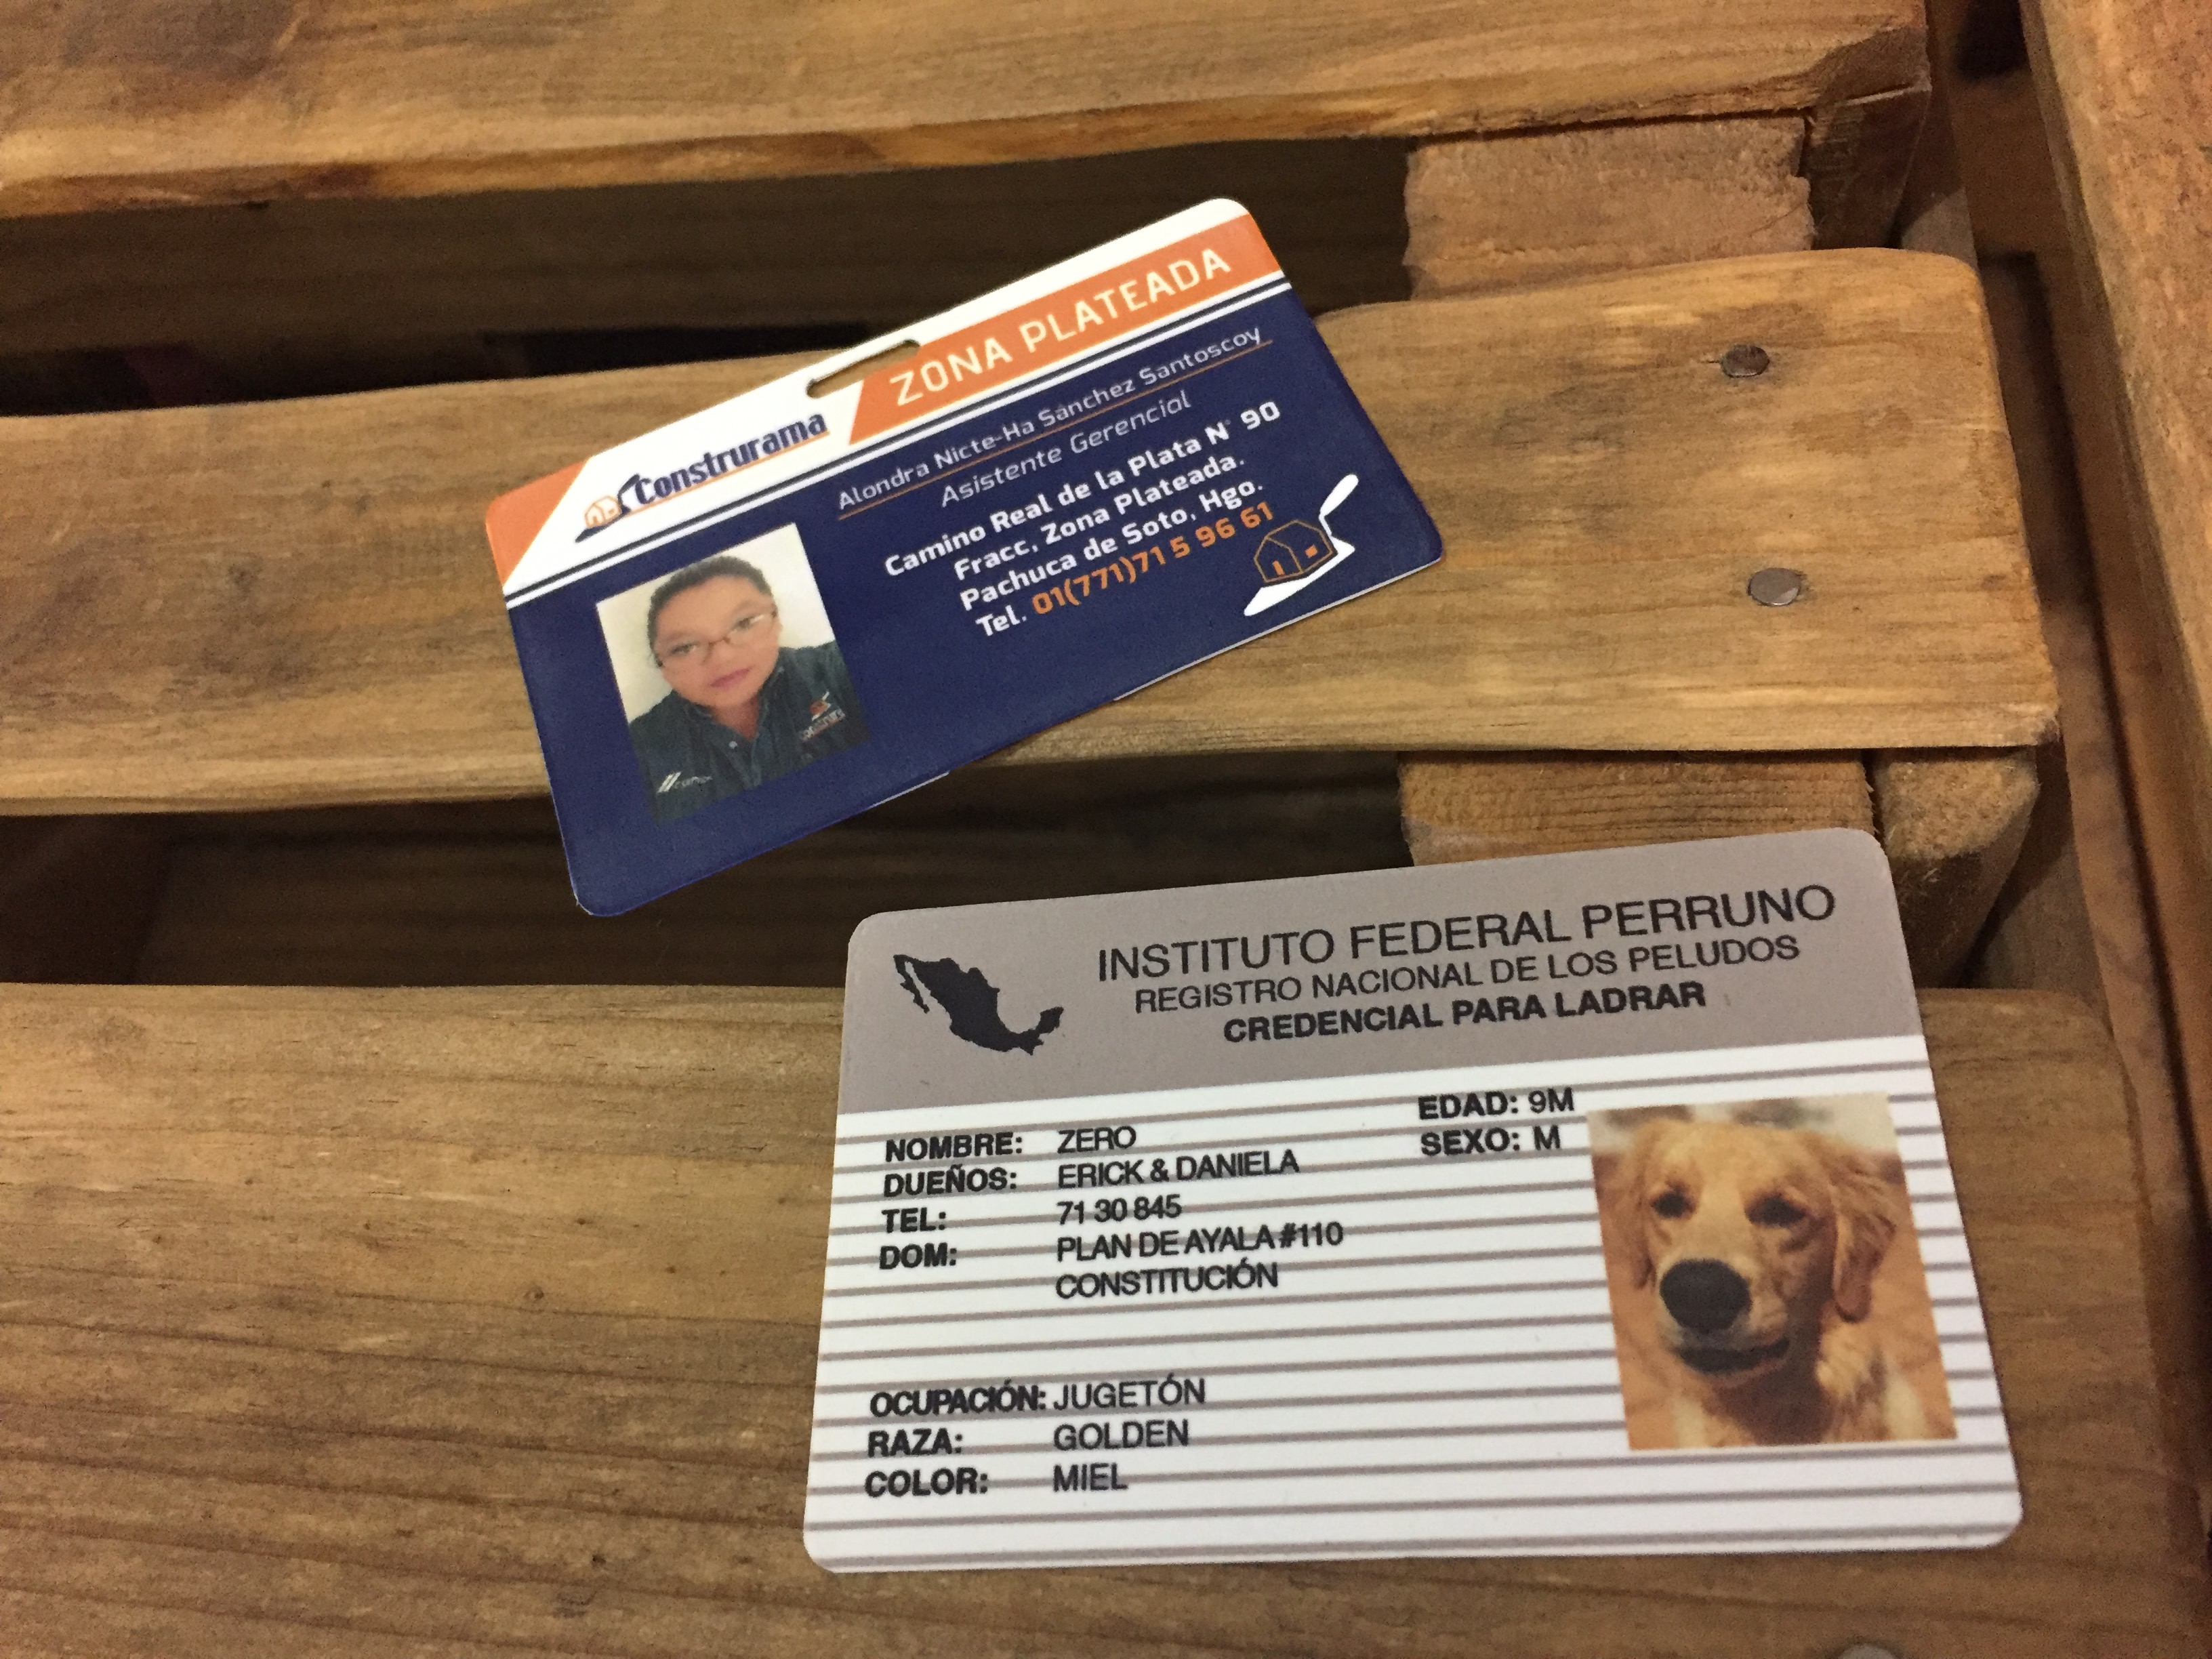 Construrama
ZONA PLATEADA
Alondra Nicte-Ha Sánchez Santoscoy
Asistente Gerencial
Camino Real de la Plata N° 90
Fracc, Zona Plateada.
Pachuca de Soto, Hgo.
Tel. 01(771)71 5 96 61
INSTITUTO FEDERAL PERRUNO
REGISTRO NACIONAL DE LOS PELUDOS
CREDENCIAL PARA LADRAR
EDAD: 9M
SEXO: M
NOMBRE: ZERO
DUEÑOS: ERICK & DANIELA
TEL: 71 30 845
DOM: PLAN DE AYALA #110
CONSTITUCIÓN
OCUPACIÓN: JUGETÓN
RAZA: GOLDEN
COLOR: MIEL